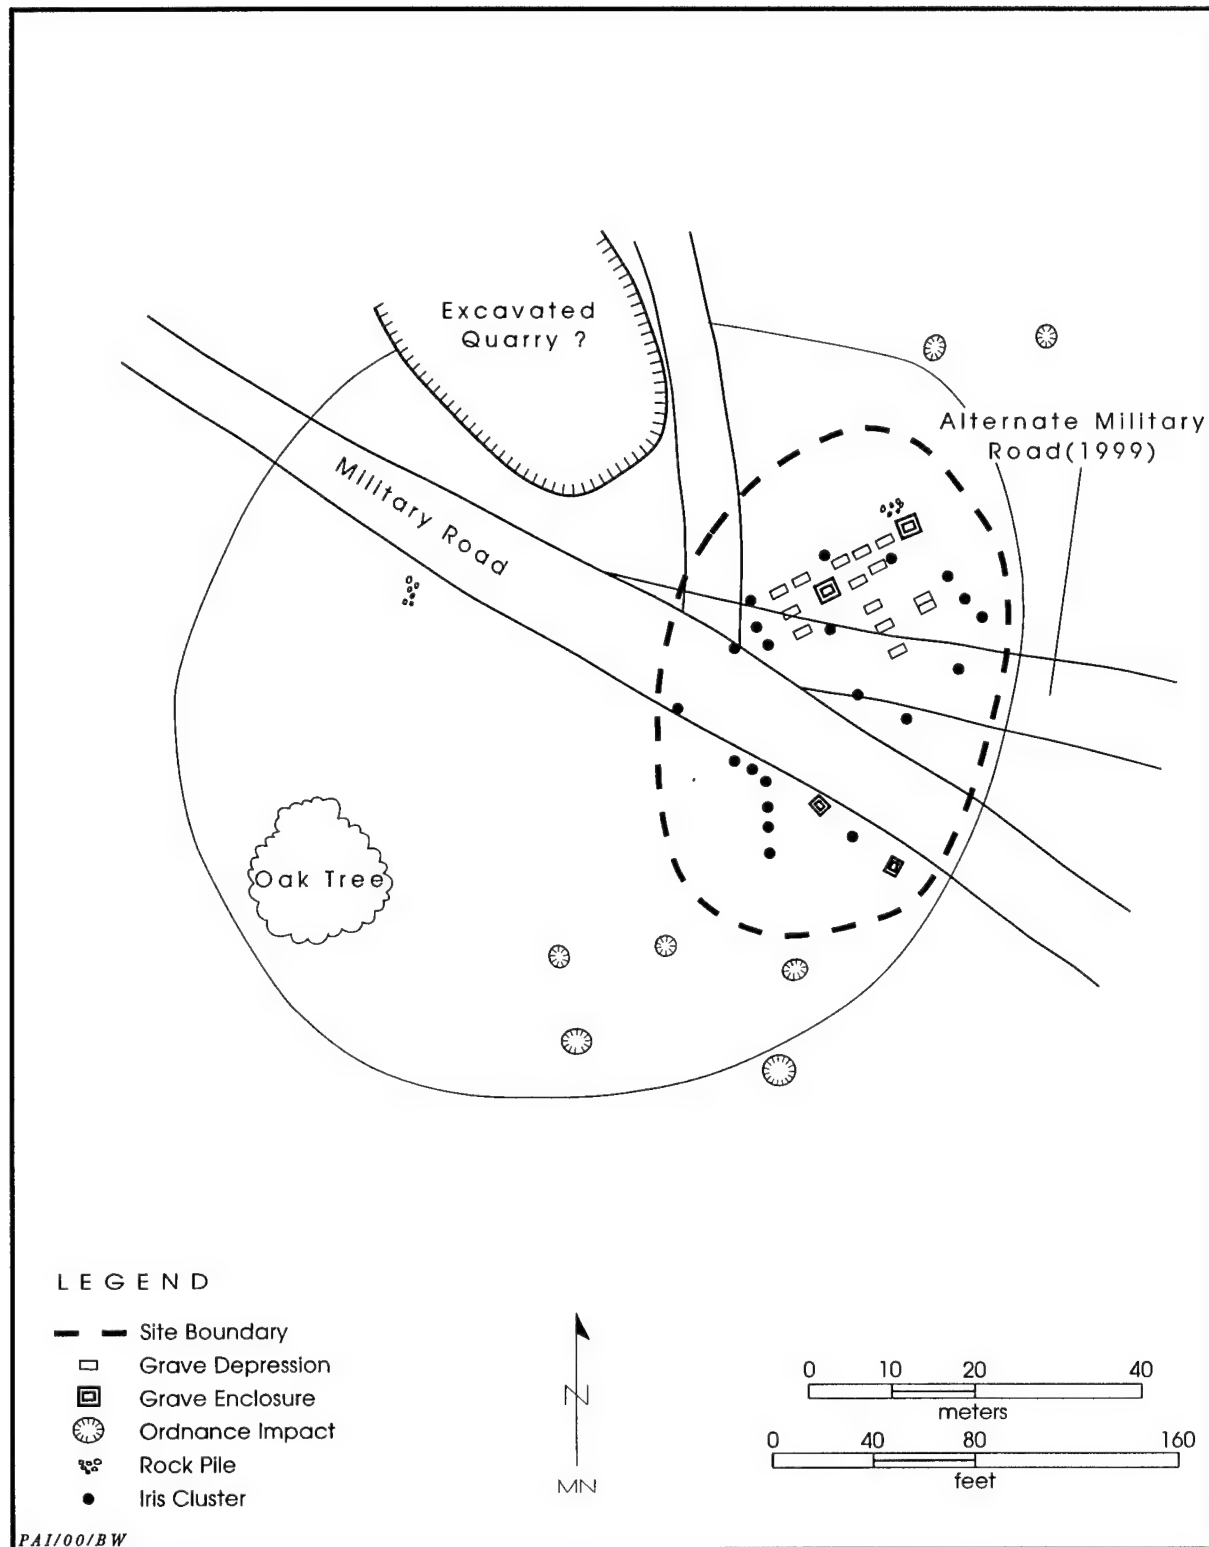 Excavated
Quarry ?
Alternate Military
Road(1999)
Military Road
Oak Tree
LEGEND
Site Boundary
Grave Depression
Grave Enclosure
Ordnance Impact
Rock Pile
Iris Cluster
N
MN
0 10 20 40
meters
0 40 80 160
feet
PAI/00/BW